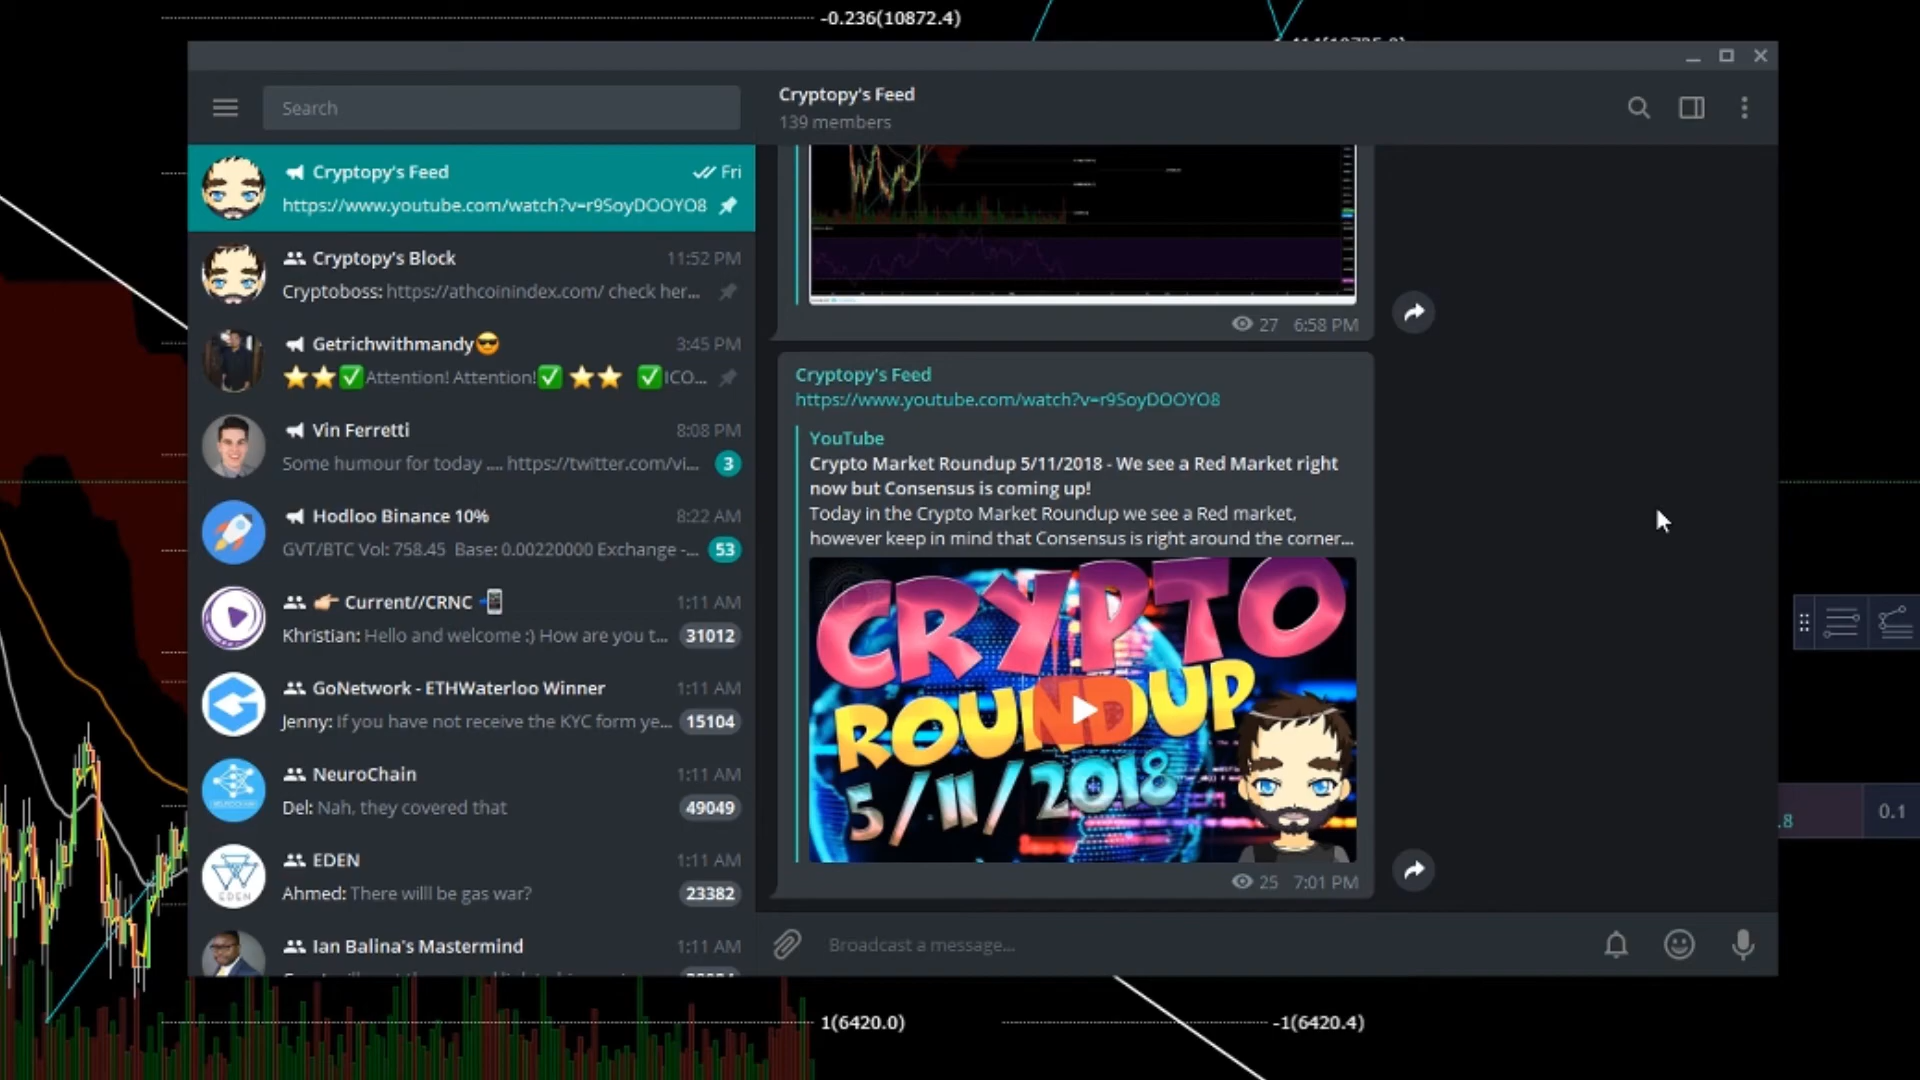 -0.236(10872.4)
Search
Cryptopy's Feed
139 members
Cryptopy's Feed
Fri
https://www.youtube.com/watch?v=r9SoyDOOYO8
Cryptopy's Block
11:52 PM
Cryptoboss: https://athcoinindex.com/ check her...
Getrichwithmandy😎
3:45 PM
⭐⭐✅Attention! Attention!✅ ⭐⭐ ✅ICO...
Vin Ferretti
8:08 PM
Some humour for today .... https://twitter.com/vi...
3
Hodloo Binance 10%
8:22 AM
GVT/BTC Vol: 758.45 Base: 0.00220000 Exchange -...
53
👉 Current//CRNC 📲
1:11 AM
Khristian: Hello and welcome :) How are you t...
31012
GoNetwork - ETHWaterloo Winner
1:11 AM
Jenny: If you have not receive the KYC form ye...
15104
NeuroChain
1:11 AM
Del: Nah, they covered that
49049
EDEN
1:11 AM
Ahmed: There willl be gas war?
23382
EDEN
Ian Balina's Mastermind
1:11 AM
27 6:58 PM
Cryptopy's Feed
https://www.youtube.com/watch?v=r9SoyDOOYO8
YouTube
Crypto Market Roundup 5/11/2018 - We see a Red Market right
now but Consensus is coming up!
Today in the Crypto Market Roundup we see a Red market,
however keep in mind that Consensus is right around the corner...
CRYPTO
ROUNDUP
5/11/2018
25 7:01 PM
Broadcast a message...
.8
0.1
1(6420.0)
-1(6420.4)